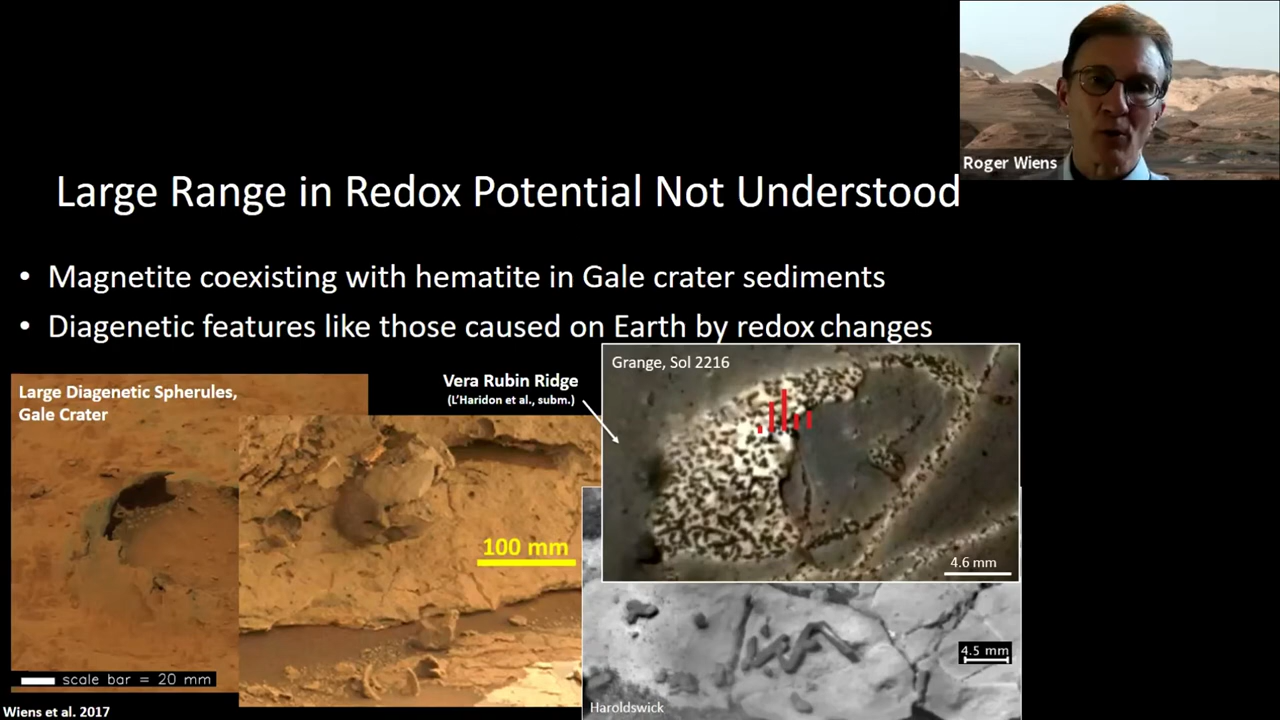 Roger Wiens
Large Range in Redox Potential Not Understood
• Magnetite coexisting with hematite in Gale crater sediments
• Diagenetic features like those caused on Earth by redox changes
Large Diagenetic Spherules,
Gale Crater
Vera Rubin Ridge
(L'Haridon et al., subm.)
Grange, Sol 2216
100 mm
4.6 mm
4.5 mm
scale bar = 20 mm
Haroldswick
Wiens et al. 2017